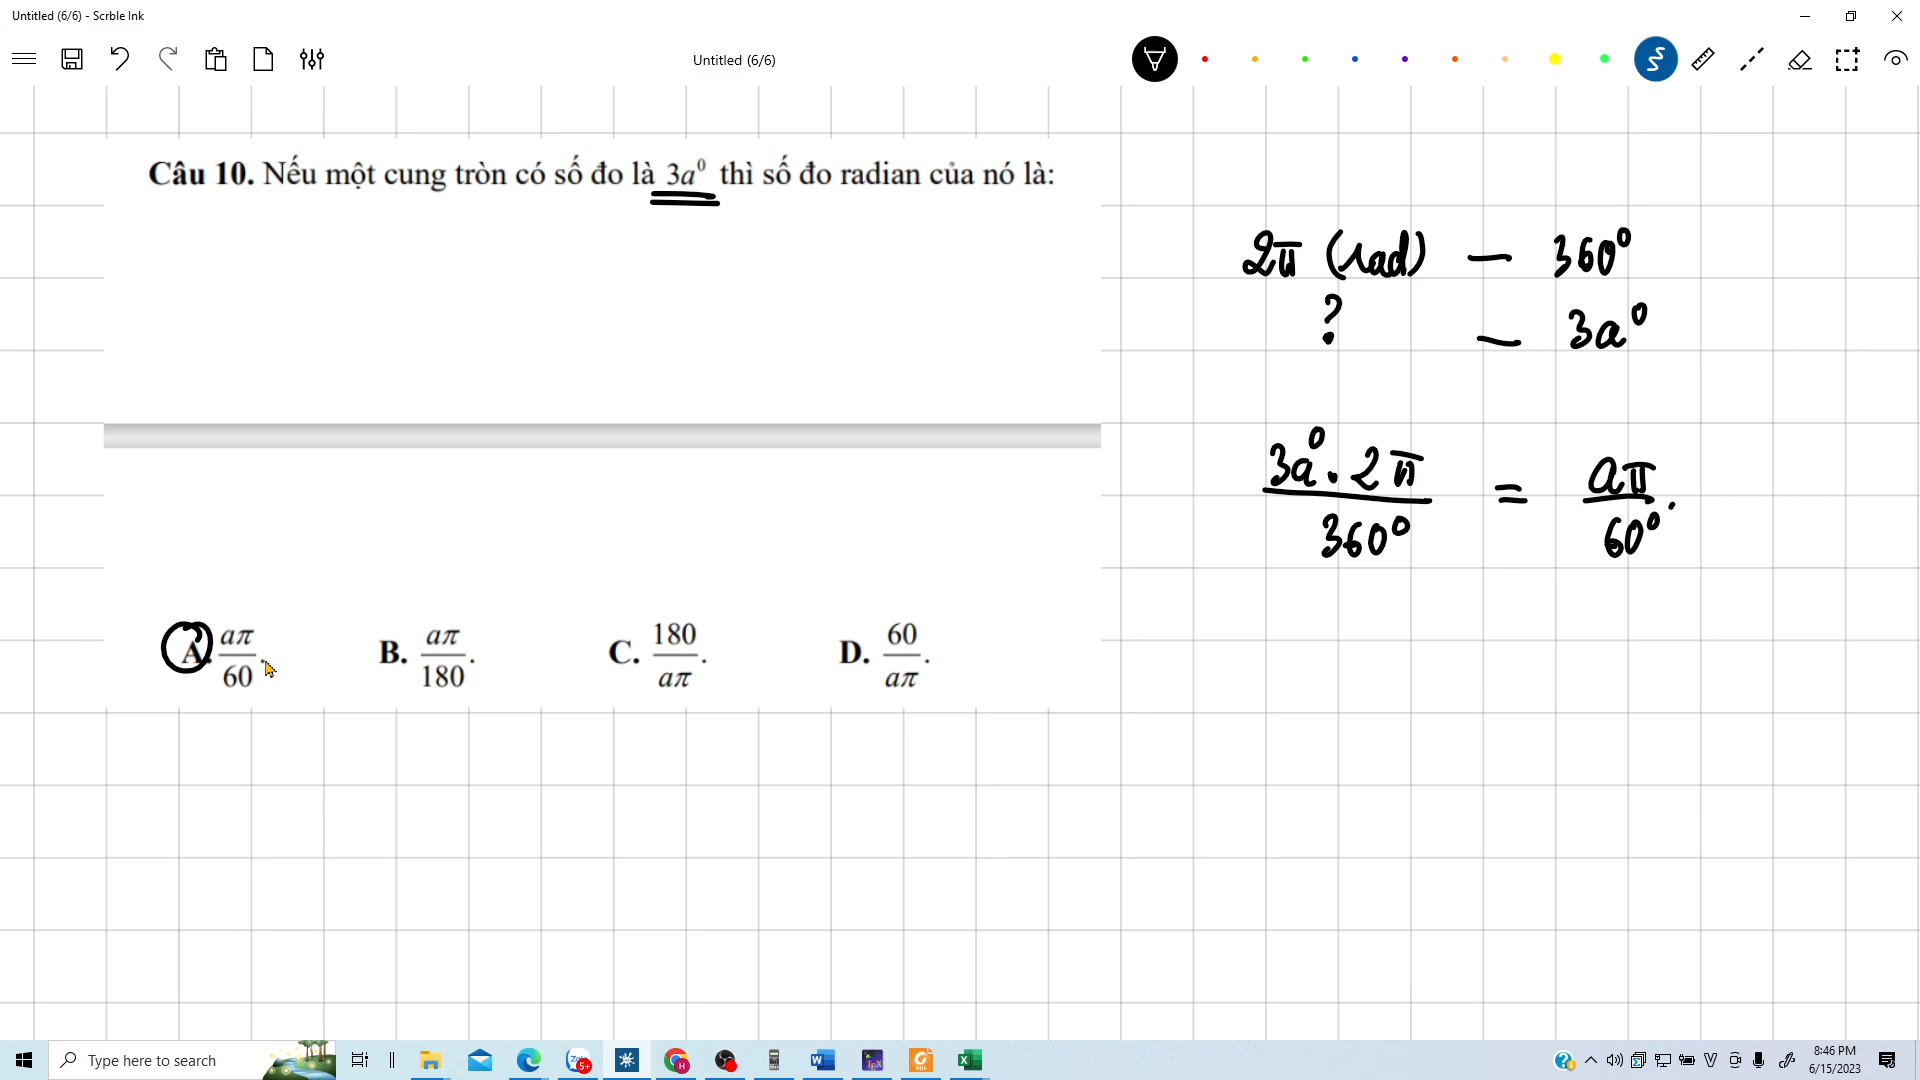 Untitled (6/6) - Scrble Ink
Untitled (6/6)
Câu 10. Nếu một cung tròn có số đo là 3a⁰ thì số đo radian của nó là:
2π (rad) — 360⁰
? — 3a⁰
3a⁰ . 2π / 360⁰ = aπ / 60⁰ .
A. aπ/60. B. aπ/180. C. 180/aπ. D. 60/aπ.
Type here to search
8:46 PM
6/15/2023